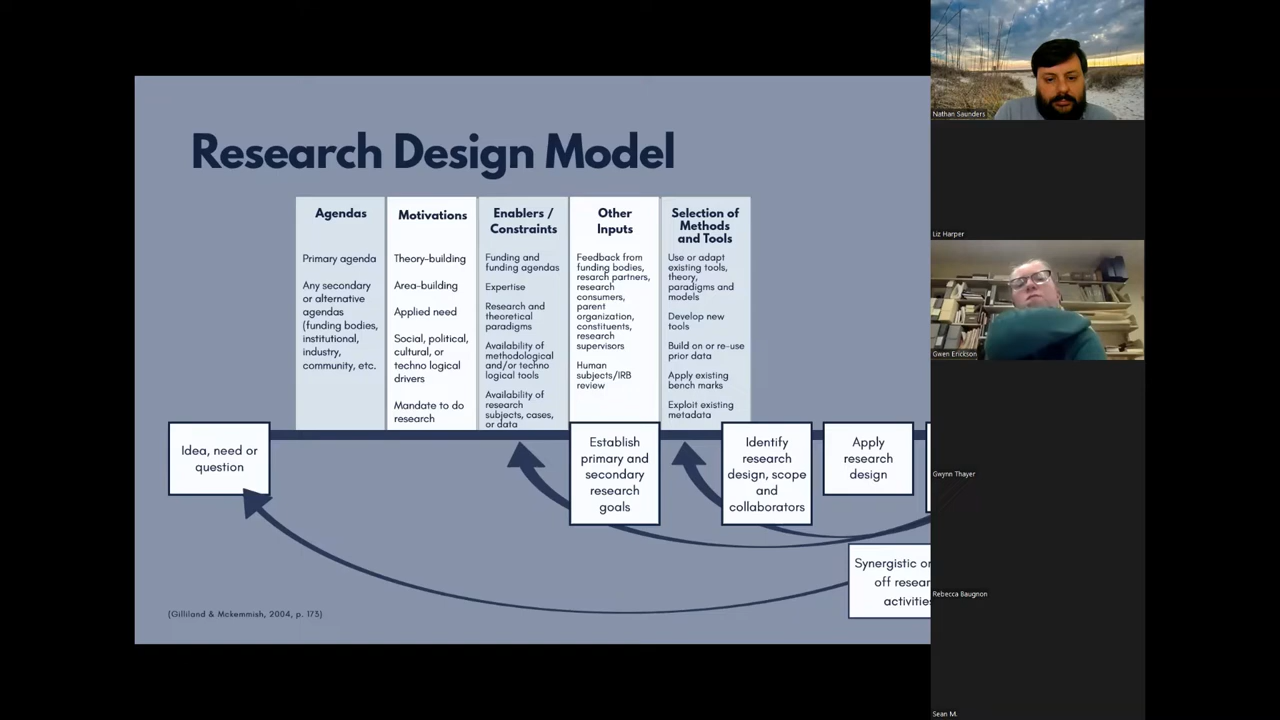 Research Design Model
Agendas
Primary agenda
Any secondary
or alternative
agendas
(funding bodies,
institutional,
industry,
community, etc.
Motivations
Theory-building
Area-building
Applied need
Social, political,
cultural, or
techno logical
drivers
Mandate to do
research
Enablers /
Constraints
Funding and
funding agendas
Expertise
Research and
theoretical
paradigms
Availability of
methodological
and/or techno
logical tools
Availability of
research
subjects, cases,
or data
Other
Inputs
Feedback from
funding bodies,
resarch partners,
research
consumers,
parent
organization,
constituents,
research
supervisors
Human
subjects/IRB
review
Selection of
Methods
and Tools
Use or adapt
existing tools,
theory,
paradigms and
models
Develop new
tools
Build on or re-use
prior data
Apply existing
bench marks
Exploit existing
metadata
Idea, need or
question
Establish
primary and
secondary
research
goals
Identify
research
design, scope
and
collaborators
Apply
research
design
Synergistic or
off resear
activitie
(Gilliland & Mckemmish, 2004, p. 173)
Nathan Saunders
Liz Harper
Gwen Erickson
Gwynn Thayer
Rebecca Baugnon
Sean M.